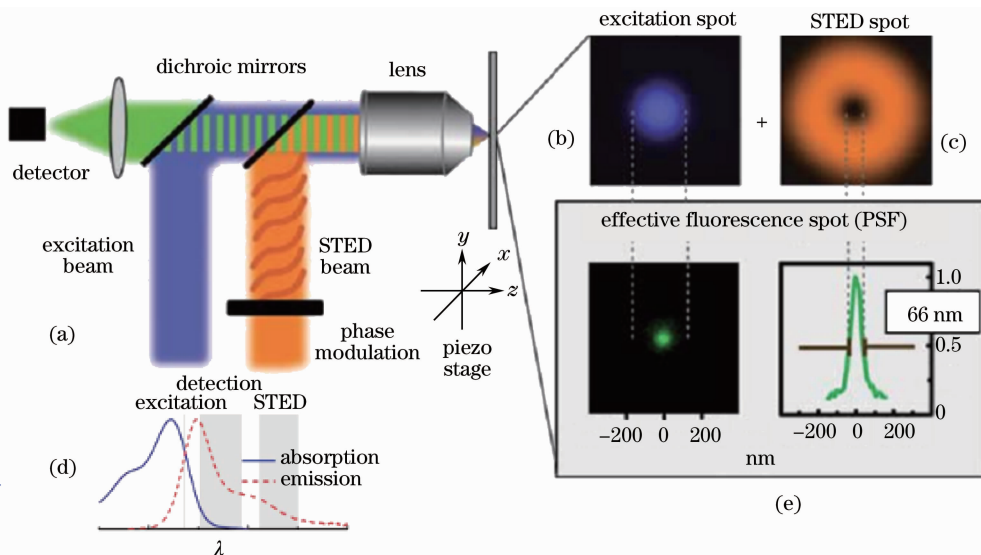 dichroic mirrors
lens
detector
excitation
beam
STED
beam
phase
modulation
y
x
z
piezo
stage
(a)
excitation spot
STED spot
(b)
+
(c)
effective fluorescence spot (PSF)
1.0
66 nm
0.5
0
−200 0 200
−200 0 200
nm
(e)
detection
excitation STED
(d)
absorption
emission
λ